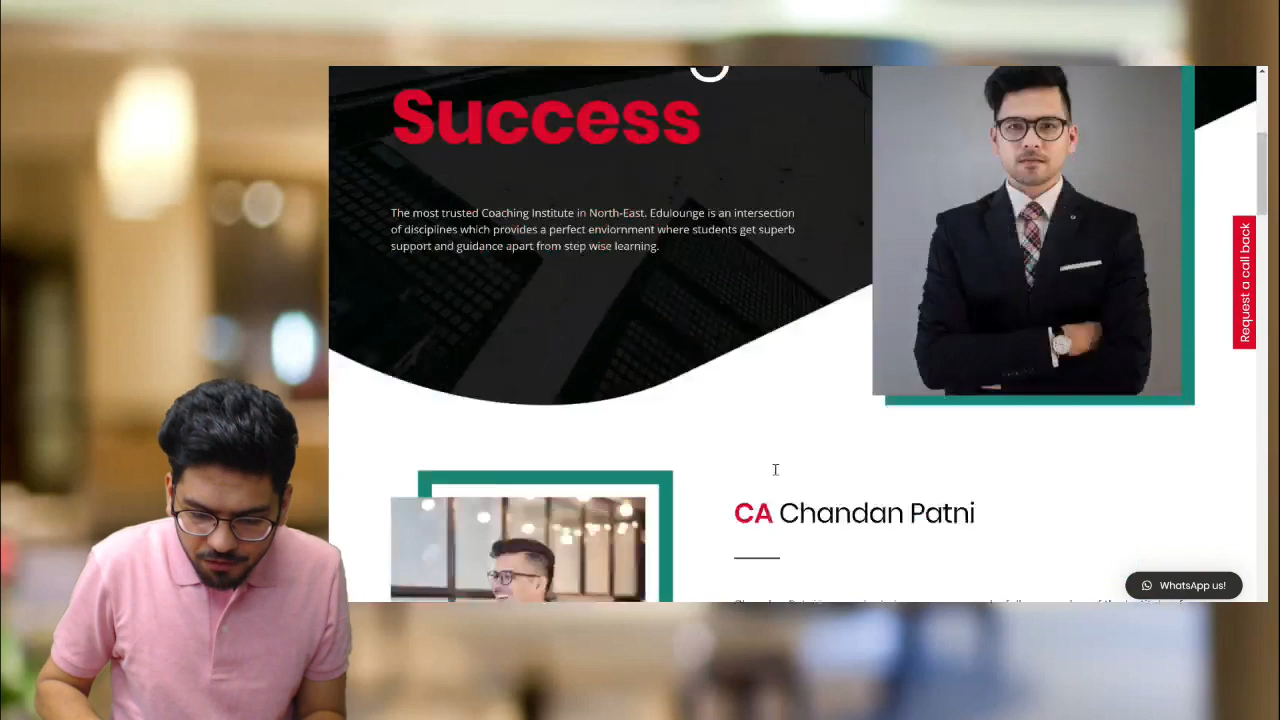 Success
The most trusted Coaching Institute in North-East. Edulounge is an intersection
of disciplines which provides a perfect enviornment where students get superb
support and guidance apart from step wise learning.
Request a call back
CA Chandan Patni
WhatsApp us!